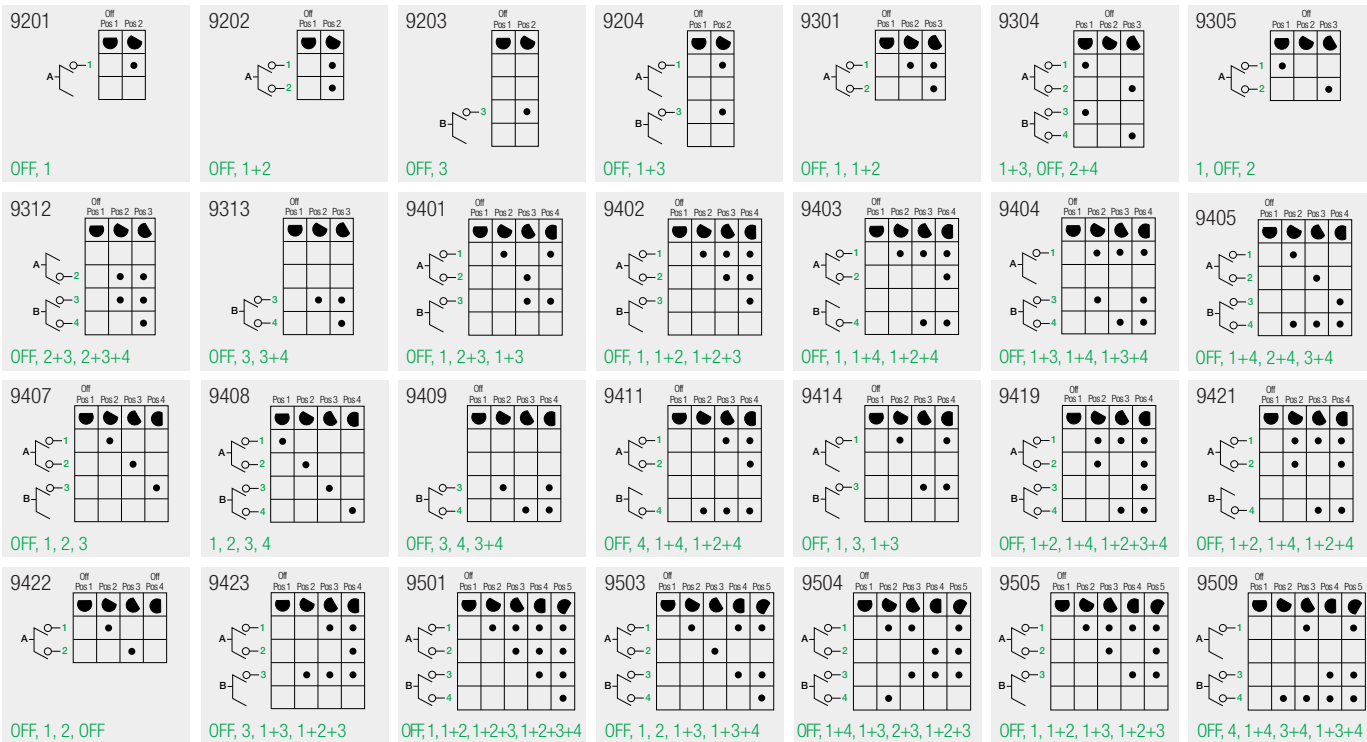 9201
Off
Pos 1 Pos 2
A
1
OFF, 1
9202
Off
Pos 1 Pos 2
A
1
2
OFF, 1+2
9203
Off
Pos 1 Pos 2
B
3
OFF, 3
9204
Off
Pos 1 Pos 2
A
1
B
3
OFF, 1+3
9301
Off
Pos 1 Pos 2 Pos 3
A
1
2
OFF, 1, 1+2
9304
Off
Pos 1 Pos 2 Pos 3
A
1
2
B
3
4
1+3, OFF, 2+4
9305
Off
Pos 1 Pos 2 Pos 3
A
1
2
1, OFF, 2
9312
Off
Pos 1 Pos 2 Pos 3
A
2
B
3
4
OFF, 2+3, 2+3+4
9313
Off
Pos 1 Pos 2 Pos 3
B
3
4
OFF, 3, 3+4
9401
Off
Pos 1 Pos 2 Pos 3 Pos 4
A
1
2
B
3
OFF, 1, 2+3, 1+3
9402
Off
Pos 1 Pos 2 Pos 3 Pos 4
A
1
2
B
3
OFF, 1, 1+2, 1+2+3
9403
Off
Pos 1 Pos 2 Pos 3 Pos 4
A
1
2
B
4
OFF, 1, 1+4, 1+2+4
9404
Off
Pos 1 Pos 2 Pos 3 Pos 4
A
1
B
3
4
OFF, 1+3, 1+4, 1+3+4
9405
Off
Pos 1 Pos 2 Pos 3 Pos 4
A
1
2
B
3
4
OFF, 1+4, 2+4, 3+4
9407
Off
Pos 1 Pos 2 Pos 3 Pos 4
A
1
2
B
3
OFF, 1, 2, 3
9408
Pos 1 Pos 2 Pos 3 Pos 4
A
1
2
B
3
4
1, 2, 3, 4
9409
Off
Pos 1 Pos 2 Pos 3 Pos 4
B
3
4
OFF, 3, 4, 3+4
9411
Off
Pos 1 Pos 2 Pos 3 Pos 4
A
1
2
B
4
OFF, 4, 1+4, 1+2+4
9414
Off
Pos 1 Pos 2 Pos 3 Pos 4
A
1
B
3
OFF, 1, 3, 1+3
9419
Off
Pos 1 Pos 2 Pos 3 Pos 4
A
1
2
B
3
4
OFF, 1+2, 1+4, 1+2+3+4
9421
Off
Pos 1 Pos 2 Pos 3 Pos 4
A
1
2
B
4
OFF, 1+2, 1+4, 1+2+4
9422
Off Off
Pos 1 Pos 2 Pos 3 Pos 4
A
1
2
OFF, 1, 2, OFF
9423
Off
Pos 1 Pos 2 Pos 3 Pos 4
A
1
2
B
3
OFF, 3, 1+3, 1+2+3
9501
Off
Pos 1 Pos 2 Pos 3 Pos 4 Pos 5
A
1
2
B
3
4
OFF, 1, 1+2, 1+2+3, 1+2+3+4
9503
Off
Pos 1 Pos 2 Pos 3 Pos 4 Pos 5
A
1
2
B
3
4
OFF, 1, 2, 1+3, 1+3+4
9504
Off
Pos 1 Pos 2 Pos 3 Pos 4 Pos 5
A
1
2
B
3
4
OFF, 1+4, 1+3, 2+3, 1+2+3
9505
Off
Pos 1 Pos 2 Pos 3 Pos 4 Pos 5
A
1
2
B
3
OFF, 1, 1+2, 1+3, 1+2+3
9509
Off
Pos 1 Pos 2 Pos 3 Pos 4 Pos 5
A
1
B
3
4
OFF, 4, 1+4, 3+4, 1+3+4